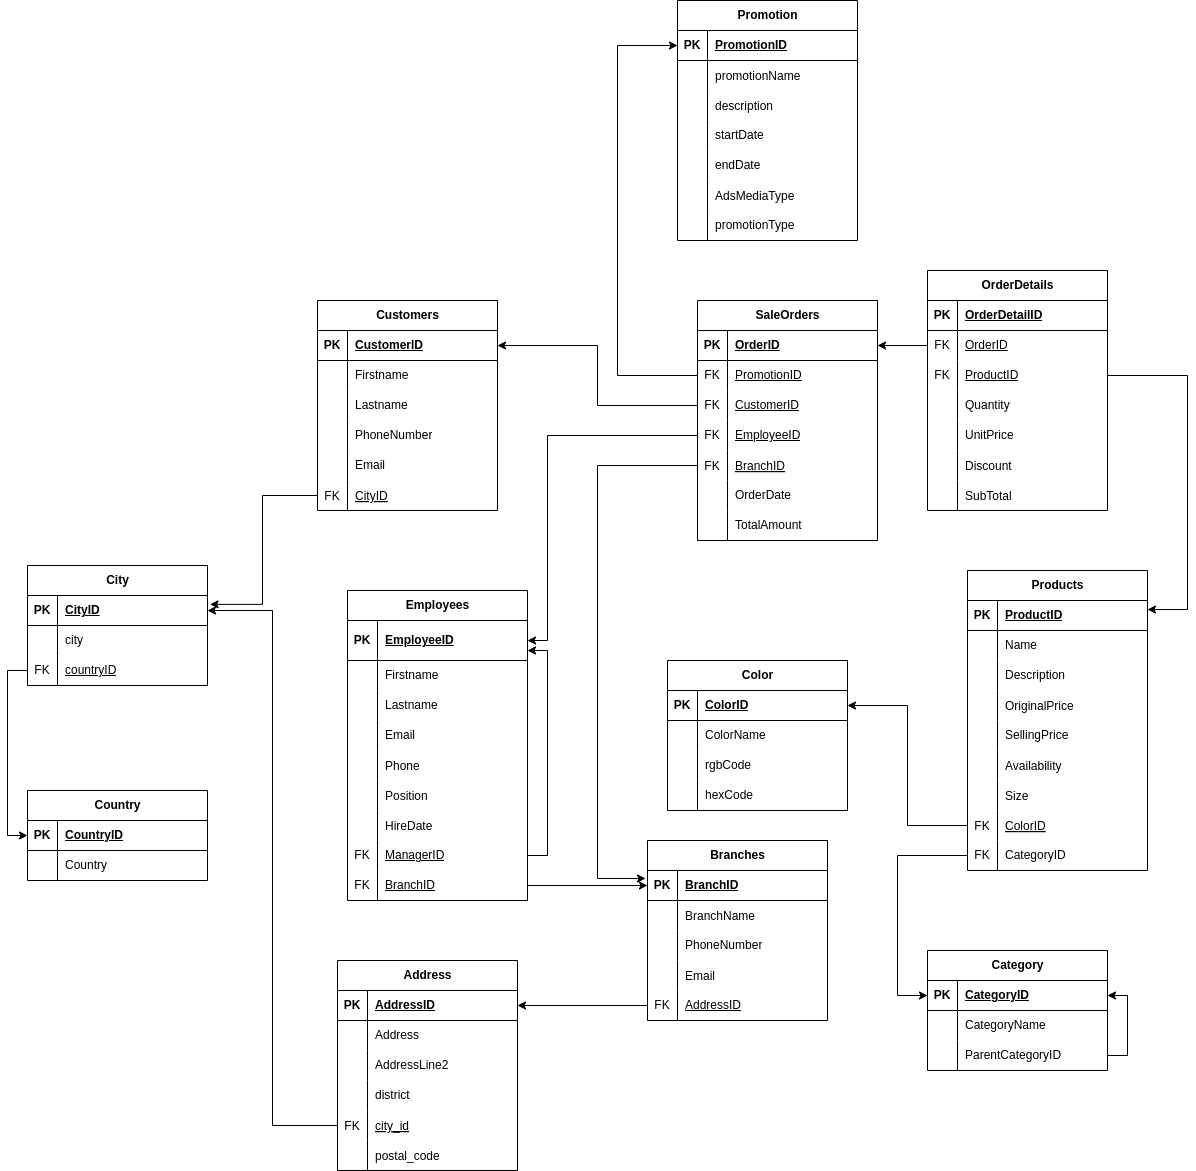 Promotion
PK PromotionID
promotionName
description
startDate
endDate
AdsMediaType
promotionType
Customers
PK CustomerID
Firstname
Lastname
PhoneNumber
Email
FK CityID
SaleOrders
PK OrderID
FK PromotionID
FK CustomerID
FK EmployeeID
FK BranchID
OrderDate
TotalAmount
OrderDetails
PK OrderDetailID
FK OrderID
FK ProductID
Quantity
UnitPrice
Discount
SubTotal
City
PK CityID
city
FK countryID
Employees
PK EmployeeID
Firstname
Lastname
Email
Phone
Position
HireDate
FK ManagerID
FK BranchID
Color
PK ColorID
ColorName
rgbCode
hexCode
Products
PK ProductID
Name
Description
OriginalPrice
SellingPrice
Availability
Size
FK ColorID
FK CategoryID
Country
PK CountryID
Country
Branches
PK BranchID
BranchName
PhoneNumber
Email
FK AddressID
Address
PK AddressID
Address
AddressLine2
district
FK city_id
postal_code
Category
PK CategoryID
CategoryName
ParentCategoryID